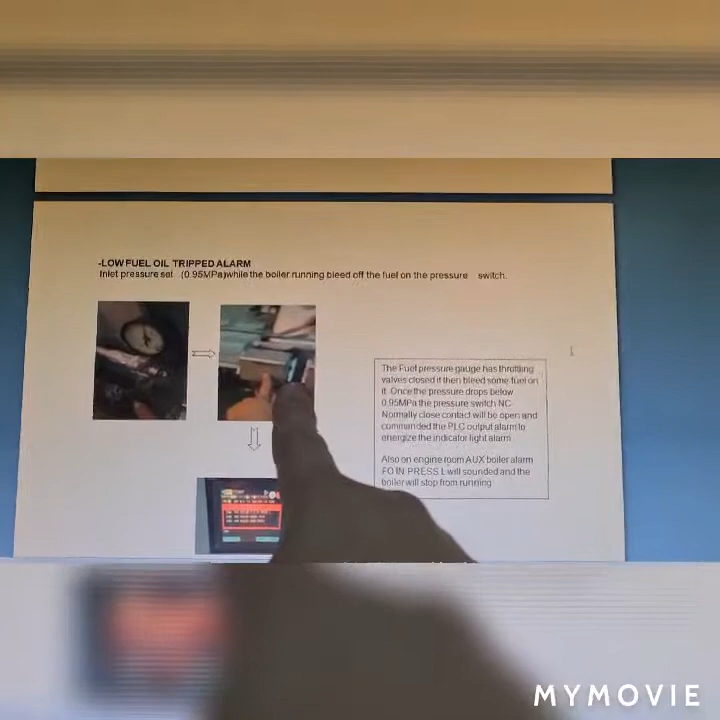 -LOW FUEL OIL TRIPPED ALARM
Inlet pressure set (0.95MPa)while the boiler running bleed off the fuel on the pressure switch.
The Fuel pressure gauge has throttling
valves closed it then bleed some fuel on
it. Once the pressure drops below
0.95MPa the pressure switch NC-
Normally close contact will be open and
commanded the PLC output alarm to
energize the indicator light alarm
Also on engine room AUX boiler alarm
FO IN PRESS L will sounded and the
boiler will stop from running
MYMOVIE